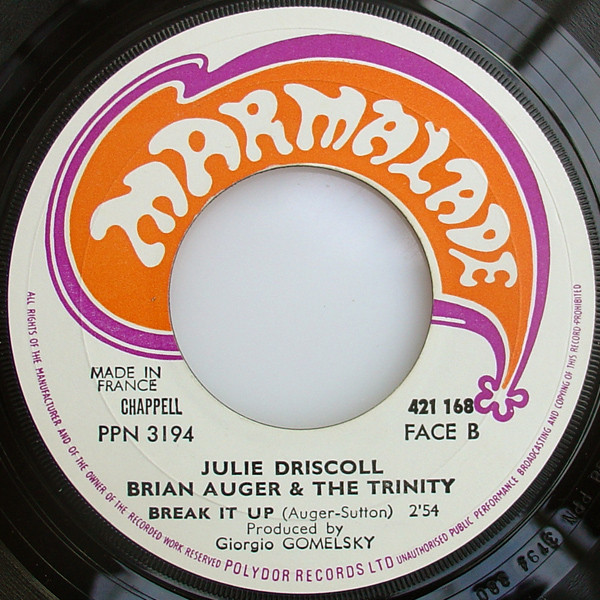 MARMALADE
MADE IN
FRANCE
CHAPPELL
PPN 3194
421 168
FACE B
JULIE DRISCOLL
BRIAN AUGER & THE TRINITY
BREAK IT UP (Auger-Sutton) 2'54
Produced by
Giorgio GOMELSKY
ALL RIGHTS OF THE MANUFACTURER AND OF THE OWNER OF THE RECORDED WORK RESERVED POLYDOR RECORDS LTD UNAUTHORISED PUBLIC PERFORMANCE BROADCASTING AND COPYING OF THIS RECORD PROHIBITED
PPN 3194